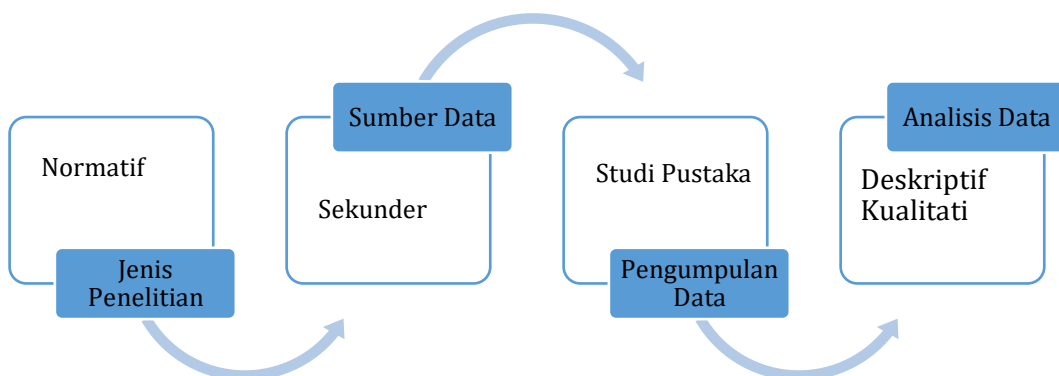 Normatif
Jenis
Penelitian
Sumber Data
Sekunder
Studi Pustaka
Pengumpulan
Data
Analisis Data
Deskriptif
Kualitati